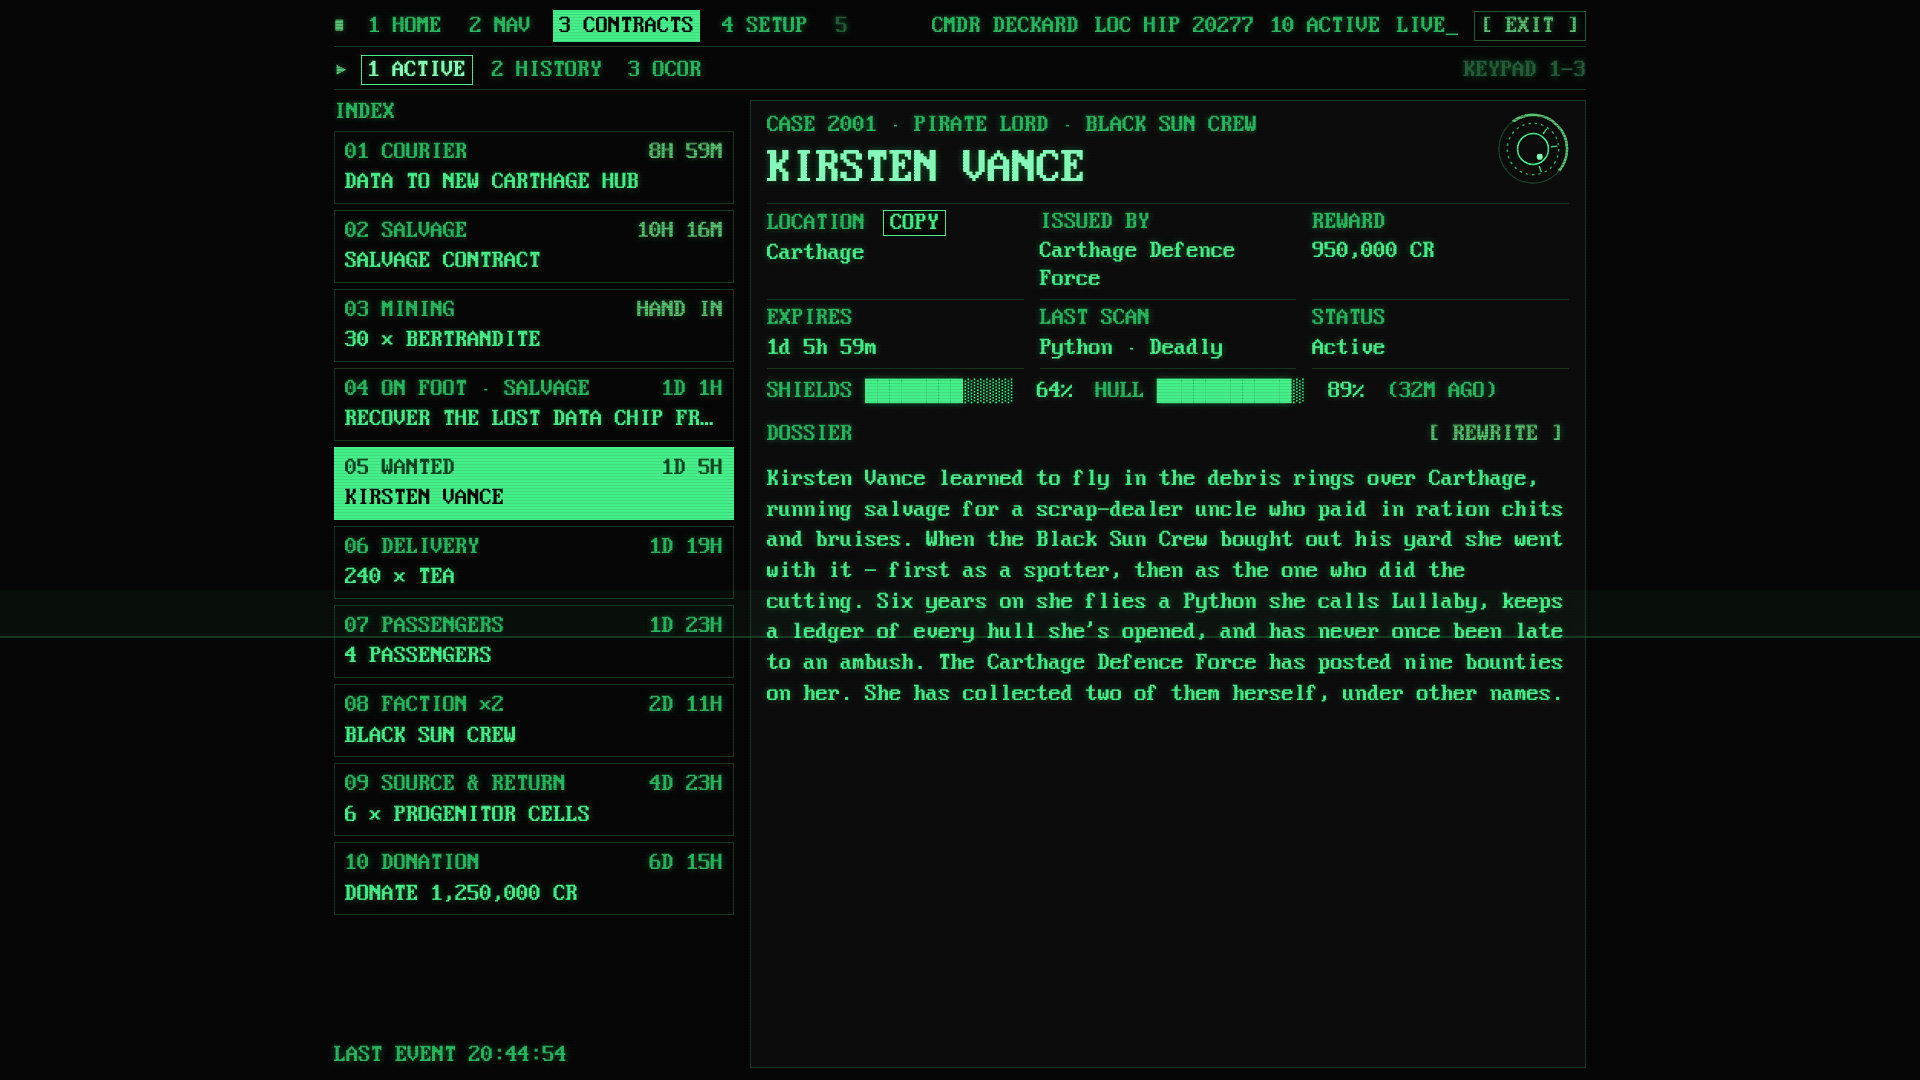 1 HOME 2 NAV 3 CONTRACTS 4 SETUP 5 CMDR DECKARD LOC HIP 20277 10 ACTIVE LIVE_ [ EXIT ]
1 ACTIVE 2 HISTORY 3 OCOR KEYPAD 1-3
INDEX
01 COURIER 8H 59M
DATA TO NEW CARTHAGE HUB
02 SALVAGE 10H 16M
SALVAGE CONTRACT
03 MINING HAND IN
30 × BERTRANDITE
04 ON FOOT · SALVAGE 1D 1H
RECOVER THE LOST DATA CHIP FR…
05 WANTED 1D 5H
KIRSTEN VANCE
06 DELIVERY 1D 19H
240 × TEA
07 PASSENGERS 1D 23H
4 PASSENGERS
08 FACTION ×2 2D 11H
BLACK SUN CREW
09 SOURCE & RETURN 4D 23H
6 × PROGENITOR CELLS
10 DONATION 6D 15H
DONATE 1,250,000 CR
LAST EVENT 20:44:54
CASE 2001 · PIRATE LORD · BLACK SUN CREW
KIRSTEN VANCE
LOCATION COPY
Carthage
ISSUED BY
Carthage Defence
Force
REWARD
950,000 CR
EXPIRES
1d 5h 59m
LAST SCAN
Python · Deadly
STATUS
Active
SHIELDS 64% HULL 89% (32M AGO)
DOSSIER [ REWRITE ]
Kirsten Vance learned to fly in the debris rings over Carthage,
running salvage for a scrap-dealer uncle who paid in ration chits
and bruises. When the Black Sun Crew bought out his yard she went
with it — first as a spotter, then as the one who did the
cutting. Six years on she flies a Python she calls Lullaby, keeps
a ledger of every hull she's opened, and has never once been late
to an ambush. The Carthage Defence Force has posted nine bounties
on her. She has collected two of them herself, under other names.